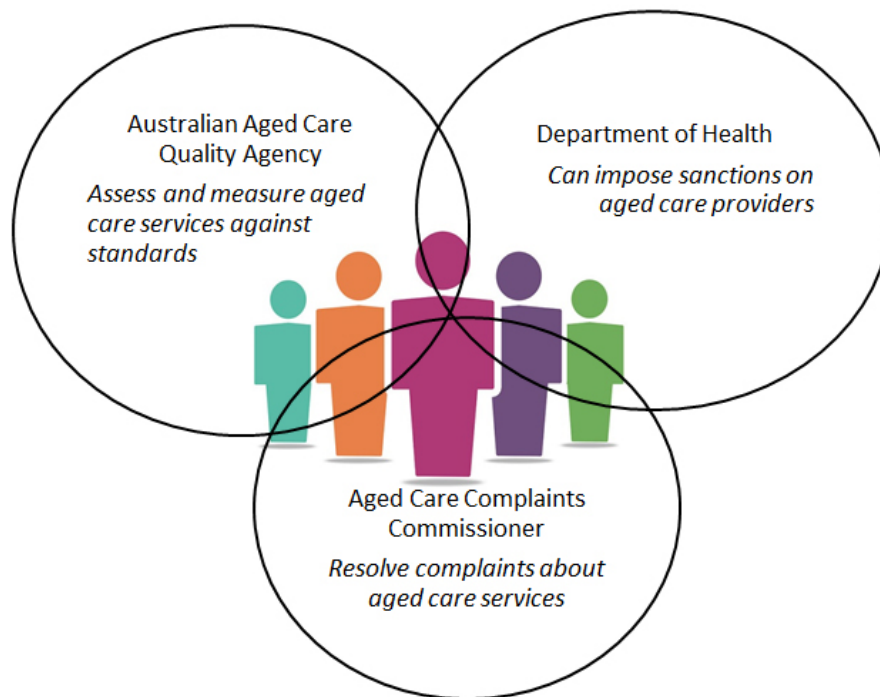 Australian Aged Care
Quality Agency
Assess and measure aged
care services against
standards
Department of Health
Can impose sanctions on
aged care providers
Aged Care Complaints
Commissioner
Resolve complaints about
aged care services